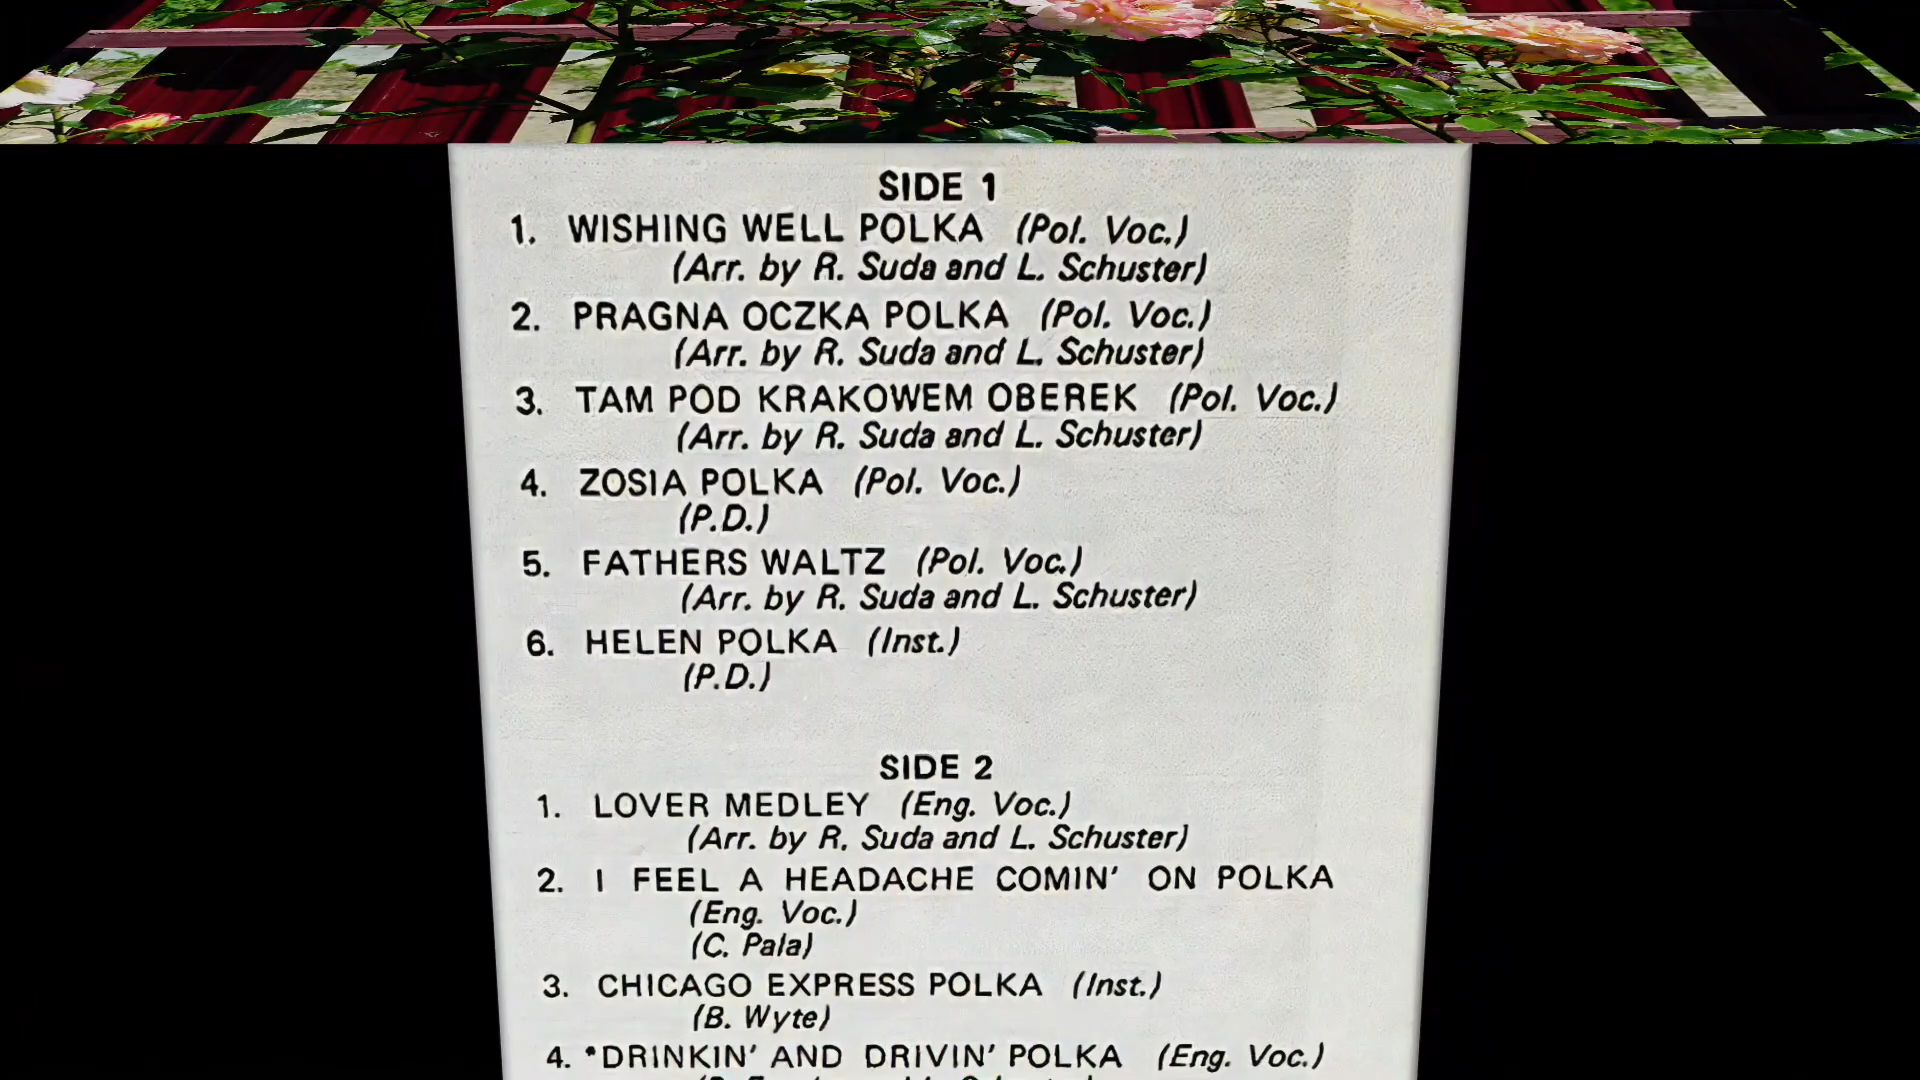 SIDE 1
1. WISHING WELL POLKA (Pol. Voc.)
(Arr. by R. Suda and L. Schuster)
2. PRAGNA OCZKA POLKA (Pol. Voc.)
(Arr. by R. Suda and L. Schuster)
3. TAM POD KRAKOWEM OBEREK (Pol. Voc.)
(Arr. by R. Suda and L. Schuster)
4. ZOSIA POLKA (Pol. Voc.)
(P.D.)
5. FATHERS WALTZ (Pol. Voc.)
(Arr. by R. Suda and L. Schuster)
6. HELEN POLKA (Inst.)
(P.D.)
SIDE 2
1. LOVER MEDLEY (Eng. Voc.)
(Arr. by R. Suda and L. Schuster)
2. I FEEL A HEADACHE COMIN' ON POLKA
(Eng. Voc.)
(C. Pala)
3. CHICAGO EXPRESS POLKA (Inst.)
(B. Wyte)
4. *DRINKIN' AND DRIVIN' POLKA (Eng. Voc.)